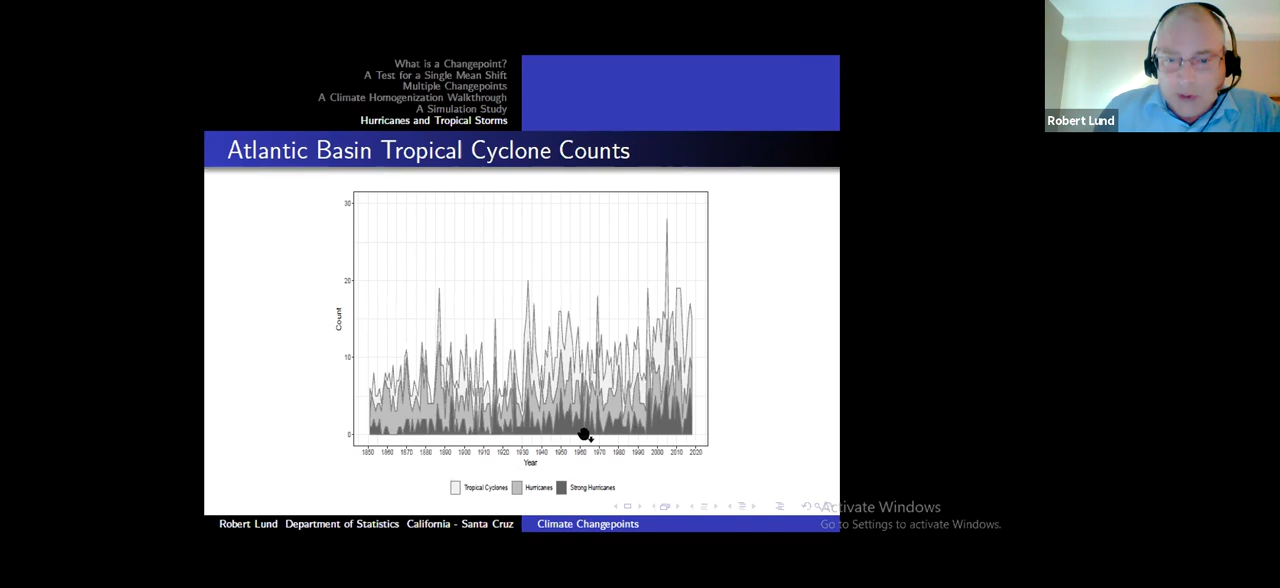 What is a Changepoint?
A Test for a Single Mean Shift
Multiple Changepoints
A Climate Homogenization Walkthrough
A Simulation Study
Hurricanes and Tropical Storms
Robert Lund
Atlantic Basin Tropical Cyclone Counts
30
20
10
0
Count
1850 1860 1870 1880 1890 1900 1910 1920 1930 1940 1950 1960 1970 1980 1990 2000 2010 2020
Year
Tropical Cyclones Hurricanes Strong Hurricanes
Activate Windows
Go to Settings to activate Windows.
Robert Lund Department of Statistics California - Santa Cruz Climate Changepoints